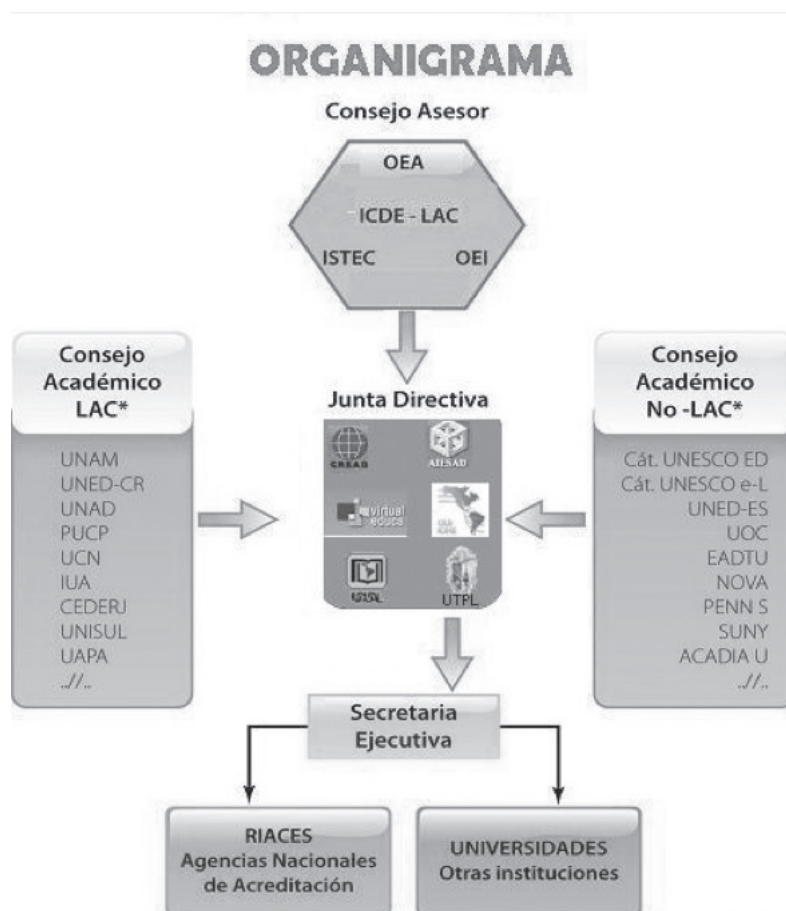 ORGANIGRAMA
Consejo Asesor
OEA
ICDE - LAC
ISTEC OEI
Consejo
Académico
LAC*
UNAM
UNED-CR
UNAD
PUCP
UCN
IUA
CEDERJ
UNISUL
UAPA
..//..
Junta Directiva
CREAD
AIESAD
virtual
educa
UTPL
Consejo
Académico
No -LAC*
Cát. UNESCO ED
Cát. UNESCO e-L
UNED-ES
UOC
EADTU
NOVA
PENN S
SUNY
ACADIA U
..//..
Secretaria
Ejecutiva
RIACES
Agencias Nacionales
de Acreditación
UNIVERSIDADES
Otras instituciones